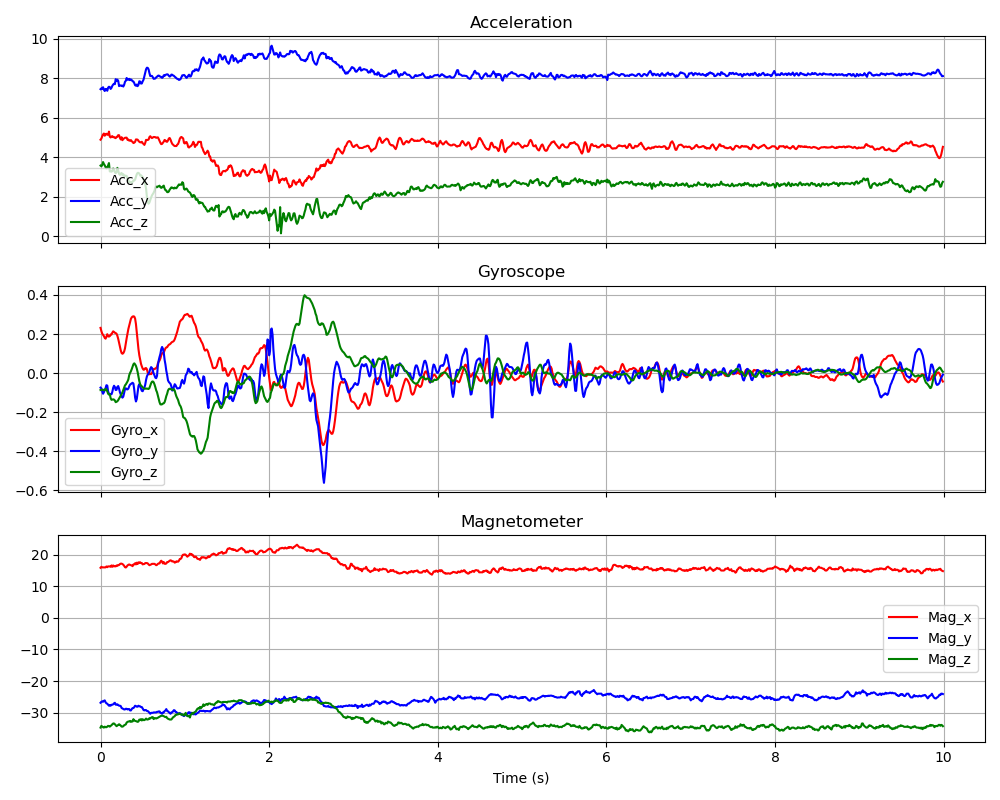 Acceleration
10
8
6
4
2
0
Acc_x
Acc_y
Acc_z
Gyroscope
0.4
0.2
0.0
−0.2
−0.4
−0.6
Gyro_x
Gyro_y
Gyro_z
Magnetometer
20
10
0
−10
−20
−30
Mag_x
Mag_y
Mag_z
0 2 4 6 8 10
Time (s)